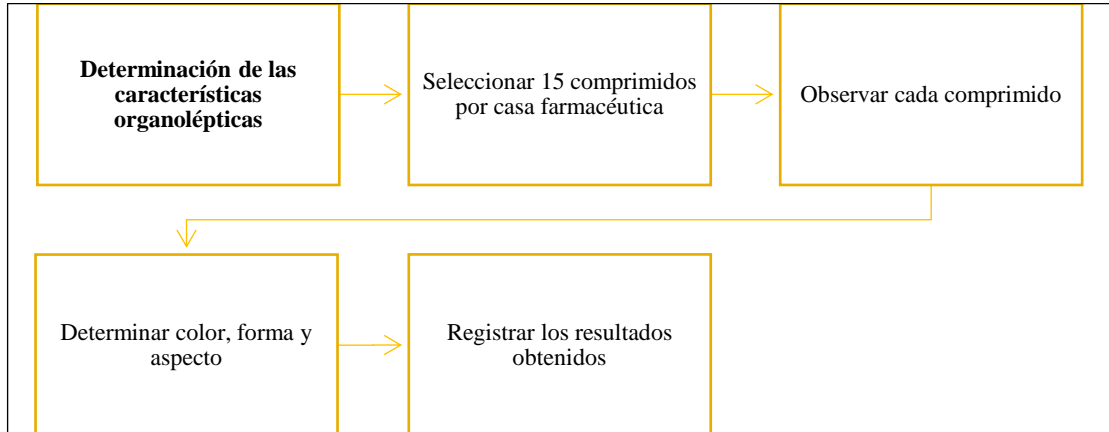 Determinación de las
características
organolépticas
Seleccionar 15 comprimidos
por casa farmacéutica
Observar cada comprimido
Determinar color, forma y
aspecto
Registrar los resultados
obtenidos